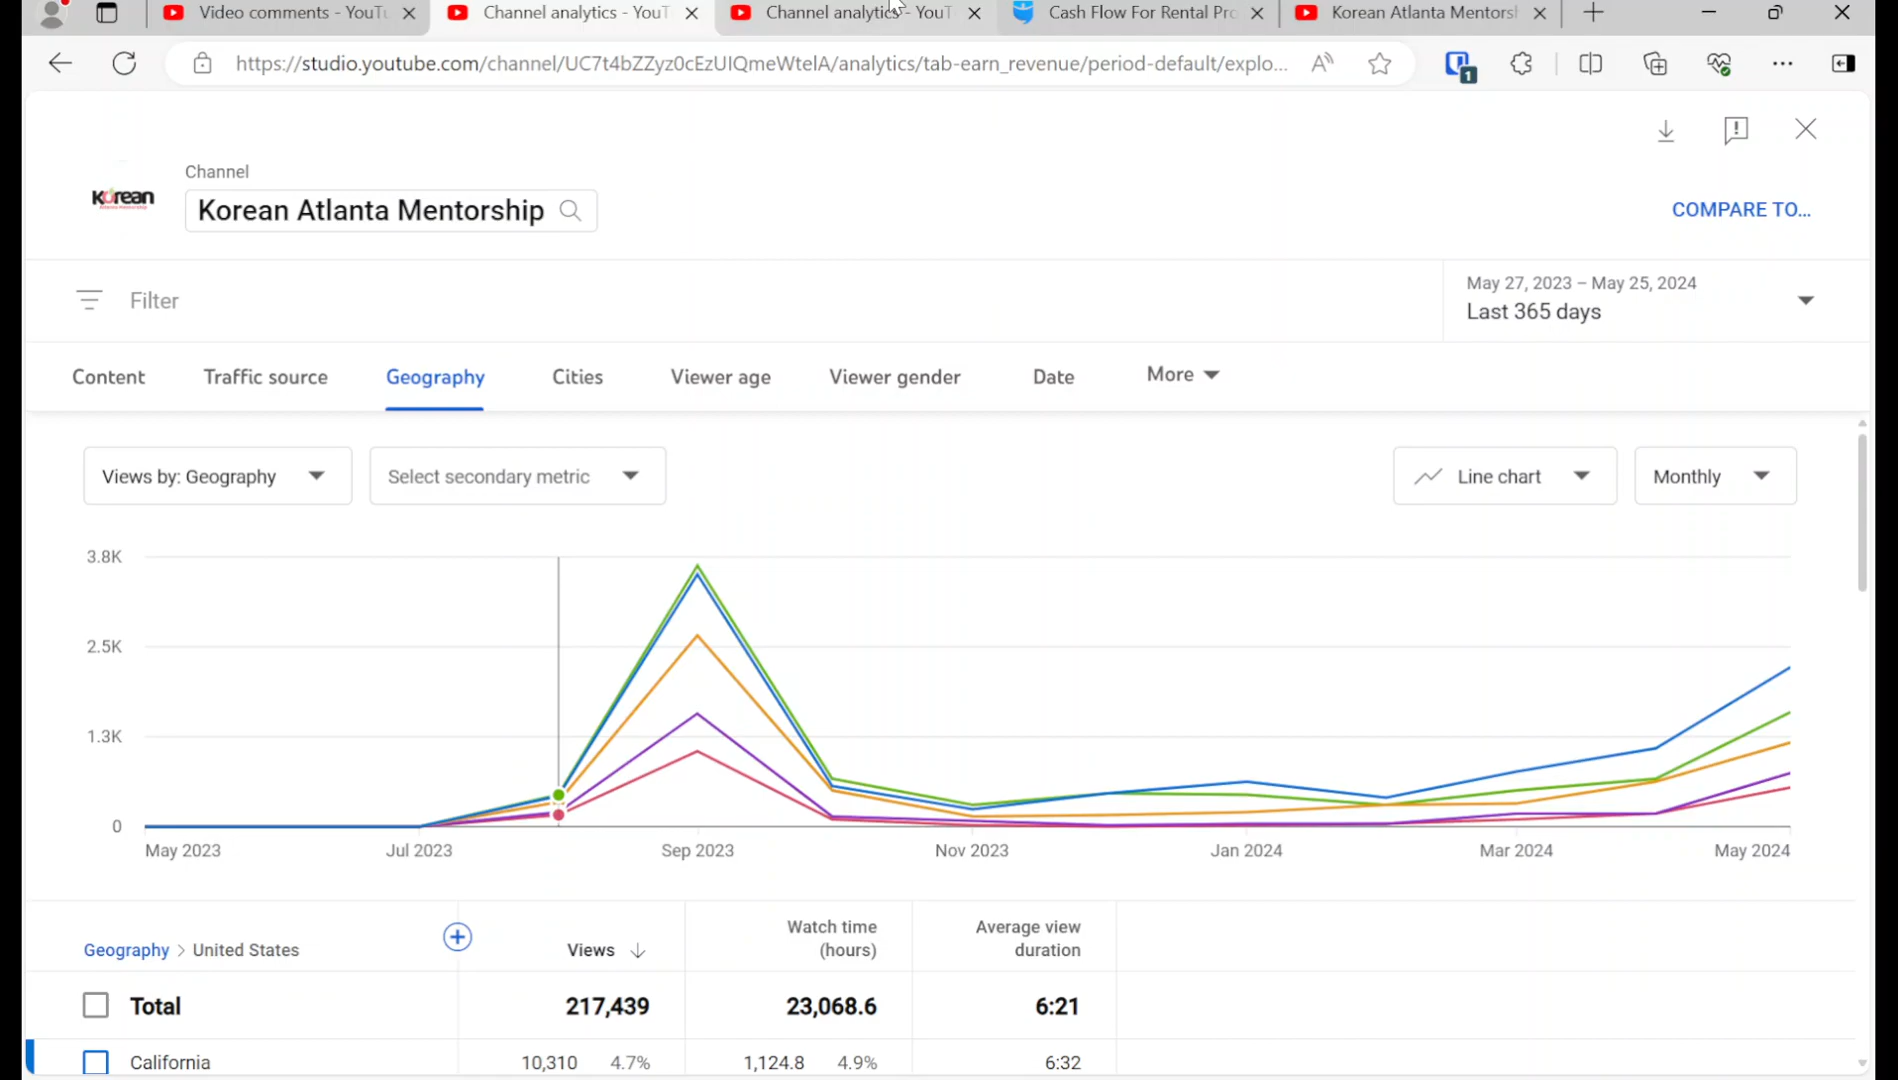 Video comments - YouTu
Channel analytics - YouT
Channel analytics - YouT
Cash Flow For Rental Pro
Korean Atlanta Mentorsh
https://studio.youtube.com/channel/UC7t4bZZyz0cEzUIQmeWtelA/analytics/tab-earn_revenue/period-default/explo...
1
Channel
Korean
Korean Atlanta Mentorship
COMPARE TO...
Filter
May 27, 2023 – May 25, 2024
Last 365 days
Content Traffic source Geography Cities Viewer age Viewer gender Date More
Views by: Geography Select secondary metric Line chart Monthly
3.8K
2.5K
1.3K
0
May 2023 Jul 2023 Sep 2023 Nov 2023 Jan 2024 Mar 2024 May 2024
Geography > United States Views Watch time (hours) Average view duration
Total 217,439 23,068.6 6:21
California 10,310 4.7% 1,124.8 4.9% 6:32